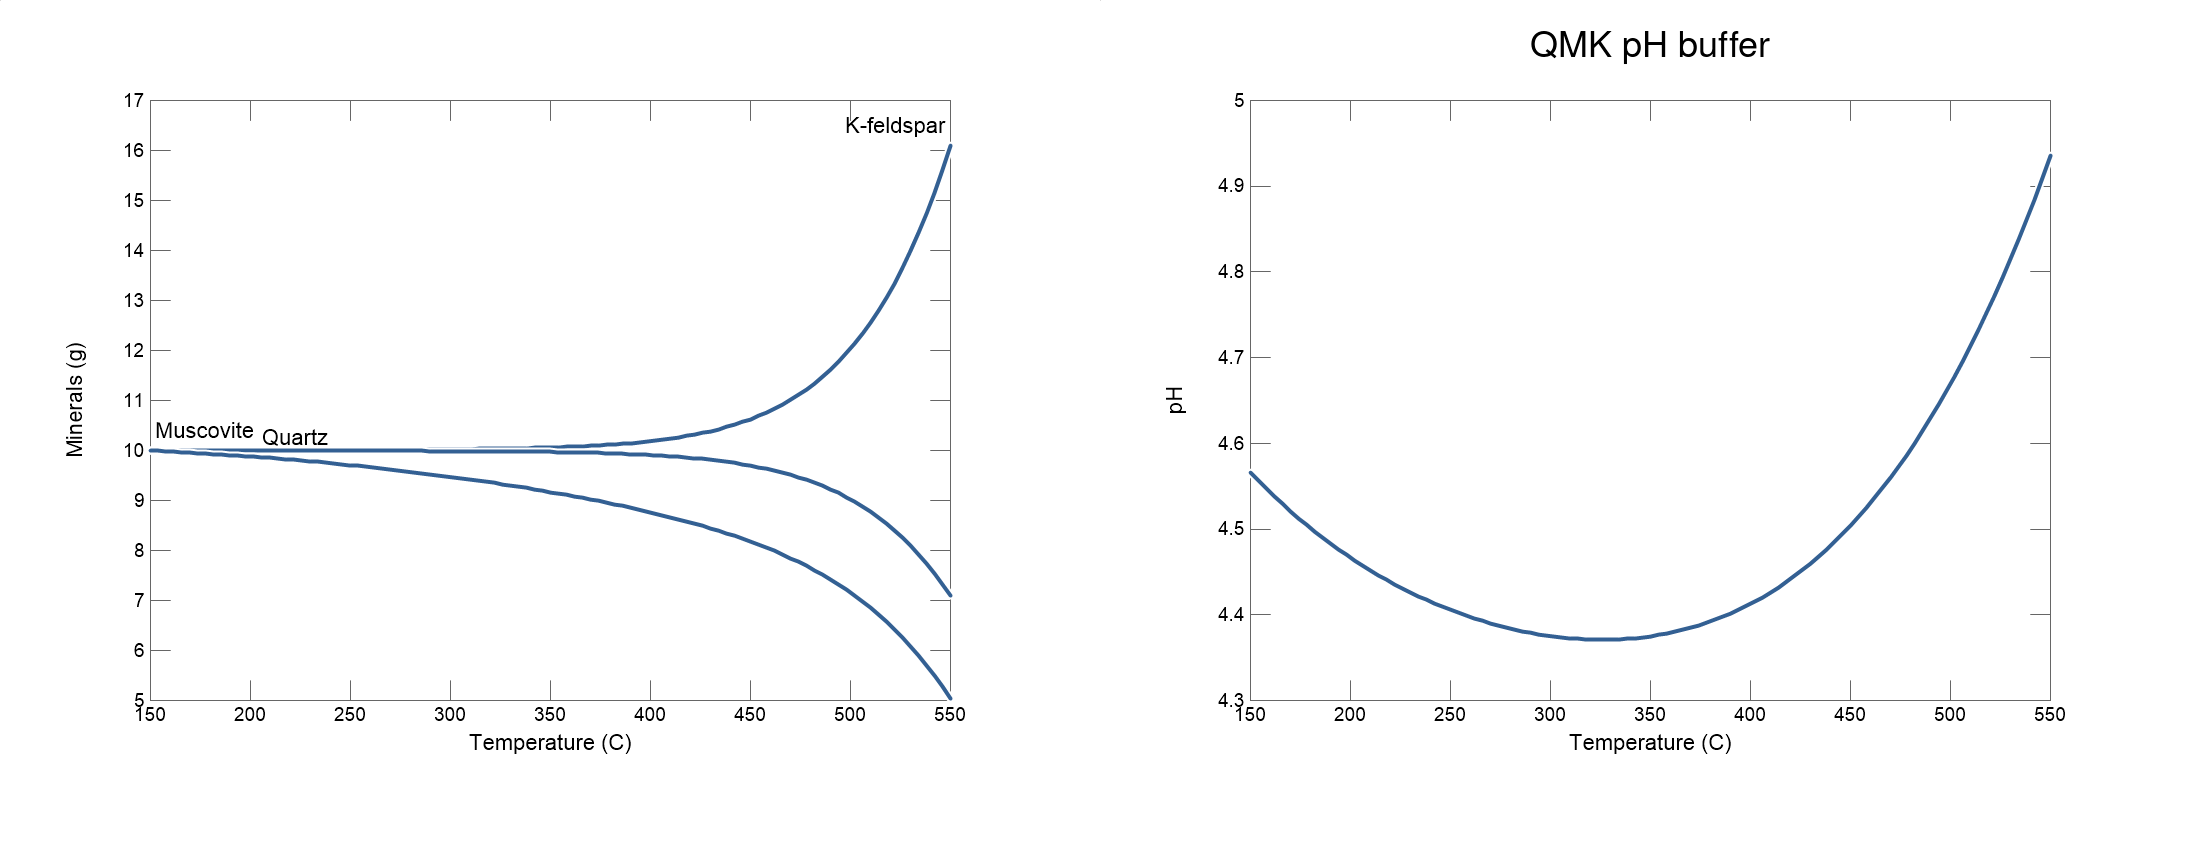 QMK pH buffer
17
16
15
14
13
12
11
10
9
8
7
6
5
Minerals (g)
K-feldspar
Muscovite
Quartz
150 200 250 300 350 400 450 500 550
Temperature (C)
5
4.9
4.8
4.7
4.6
4.5
4.4
4.3
pH
150 200 250 300 350 400 450 500 550
Temperature (C)